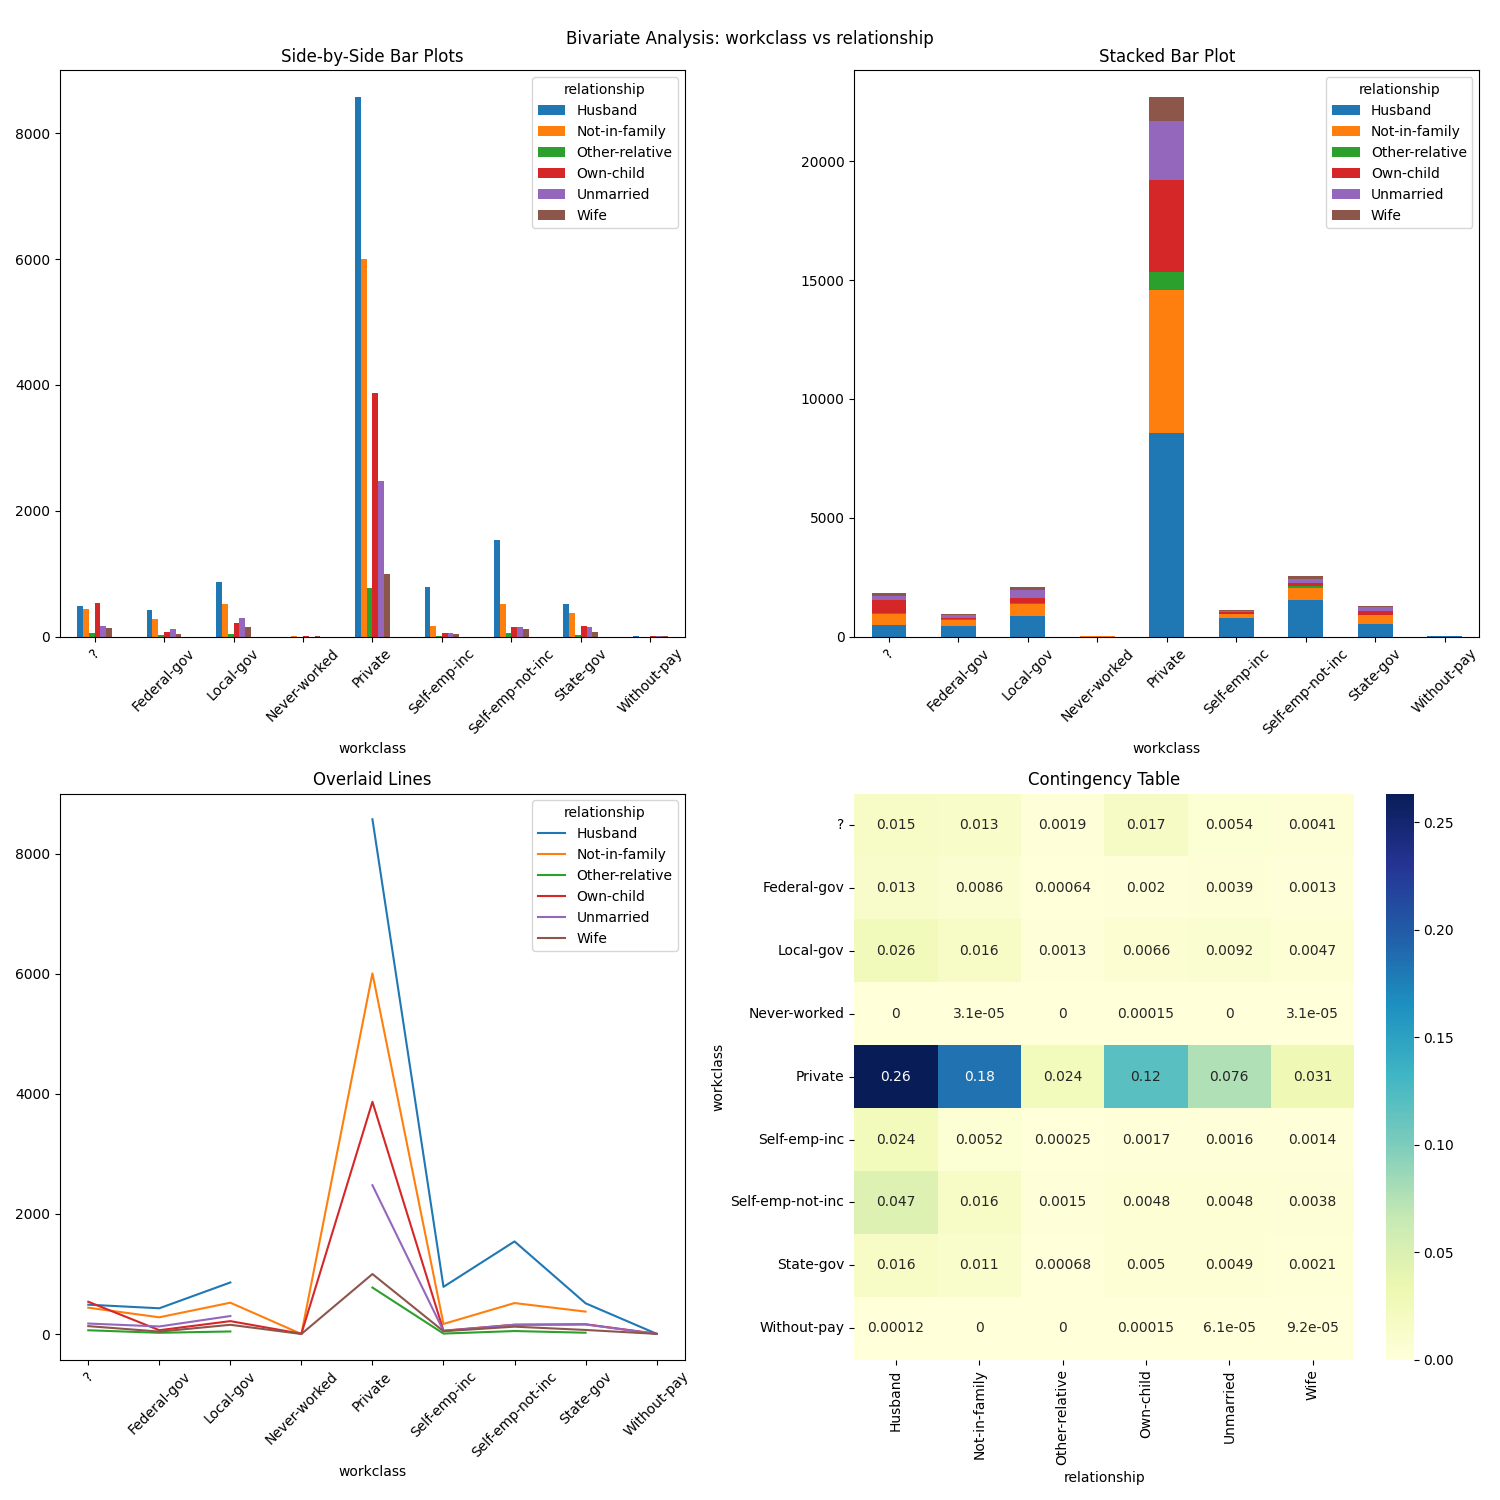 Bivariate Analysis: workclass vs relationship
Side-by-Side Bar Plots
relationship
Husband
Not-in-family
Other-relative
Own-child
Unmarried
Wife
8000
6000
4000
2000
0
?
Federal-gov
Local-gov
Never-worked
Private
Self-emp-inc
Self-emp-not-inc
State-gov
Without-pay
workclass
Stacked Bar Plot
relationship
Husband
Not-in-family
Other-relative
Own-child
Unmarried
Wife
20000
15000
10000
5000
0
?
Federal-gov
Local-gov
Never-worked
Private
Self-emp-inc
Self-emp-not-inc
State-gov
Without-pay
workclass
Overlaid Lines
relationship
Husband
Not-in-family
Other-relative
Own-child
Unmarried
Wife
8000
6000
4000
2000
0
?
Federal-gov
Local-gov
Never-worked
Private
Self-emp-inc
Self-emp-not-inc
State-gov
Without-pay
workclass
Contingency Table
workclass
? 0.015 0.013 0.0019 0.017 0.0054 0.0041
Federal-gov 0.013 0.0086 0.00064 0.002 0.0039 0.0013
Local-gov 0.026 0.016 0.0013 0.0066 0.0092 0.0047
Never-worked 0 3.1e-05 0 0.00015 0 3.1e-05
Private 0.26 0.18 0.024 0.12 0.076 0.031
Self-emp-inc 0.024 0.0052 0.00025 0.0017 0.0016 0.0014
Self-emp-not-inc 0.047 0.016 0.0015 0.0048 0.0048 0.0038
State-gov 0.016 0.011 0.00068 0.005 0.0049 0.0021
Without-pay 0.00012 0 0 0.00015 6.1e-05 9.2e-05
Husband
Not-in-family
Other-relative
Own-child
Unmarried
Wife
relationship
0.25
0.20
0.15
0.10
0.05
0.00